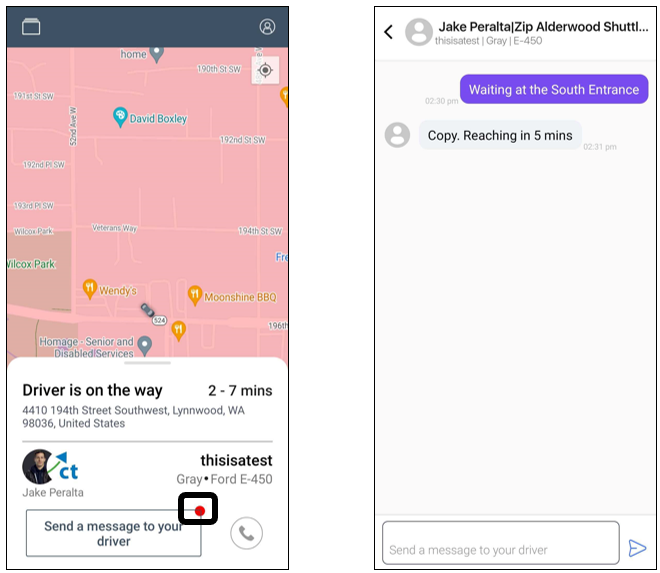 home
190th St SW
191st St SW
52nd Ave W
David Boxley
192nd St SW
192nd Pl SW
193rd Pl SW
Wilcox Park
Veterans Way
194th St SW
Wilcox Park
Fre
Wendy's
Moonshine BBQ
524
196th
Homage - Senior and
Disabled Services
Driver is on the way
2 - 7 mins
4410 194th Street Southwest, Lynnwood, WA
98036, United States
ct
thisisatest
Gray•Ford E-450
Jake Peralta
Send a message to your
driver
Jake Peralta|Zip Alderwood Shuttl...
thisisatest | Gray | E-450
Waiting at the South Entrance
02:30 pm
Copy. Reaching in 5 mins
02:31 pm
Send a message to your driver